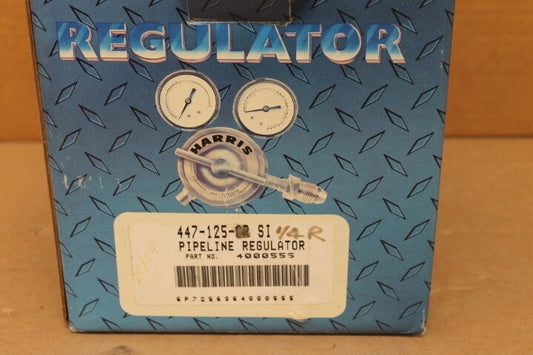 REGULATOR
HARRIS
447-125- SI 1/4 R
PIPELINE REGULATOR
PART NO. 4000555